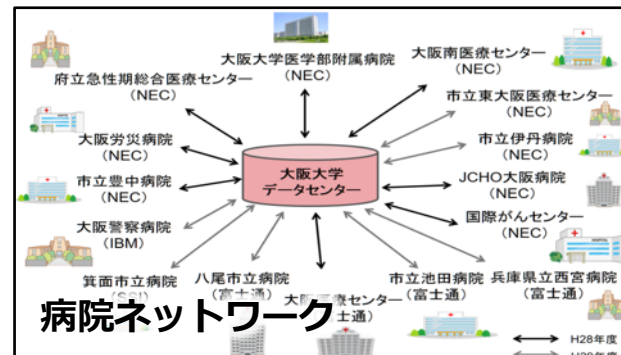 大阪大学医学部附属病院
(NEC)
大阪南医療センター
(NEC)
府立急性期総合医療センター
(NEC)
市立東大阪医療センター
(NEC)
大阪労災病院
(NEC)
市立伊丹病院
(NEC)
大阪大学
データセンター
市立豊中病院
(NEC)
JCHO大阪病院
(NEC)
大阪警察病院
(IBM)
国際がんセンター
(NEC)
箕面市立病院
(SSI)
八尾市立病院
(富士通)
市立池田病院
(富士通)
兵庫県立西宮病院
(富士通)
病院ネットワーク
H28年度